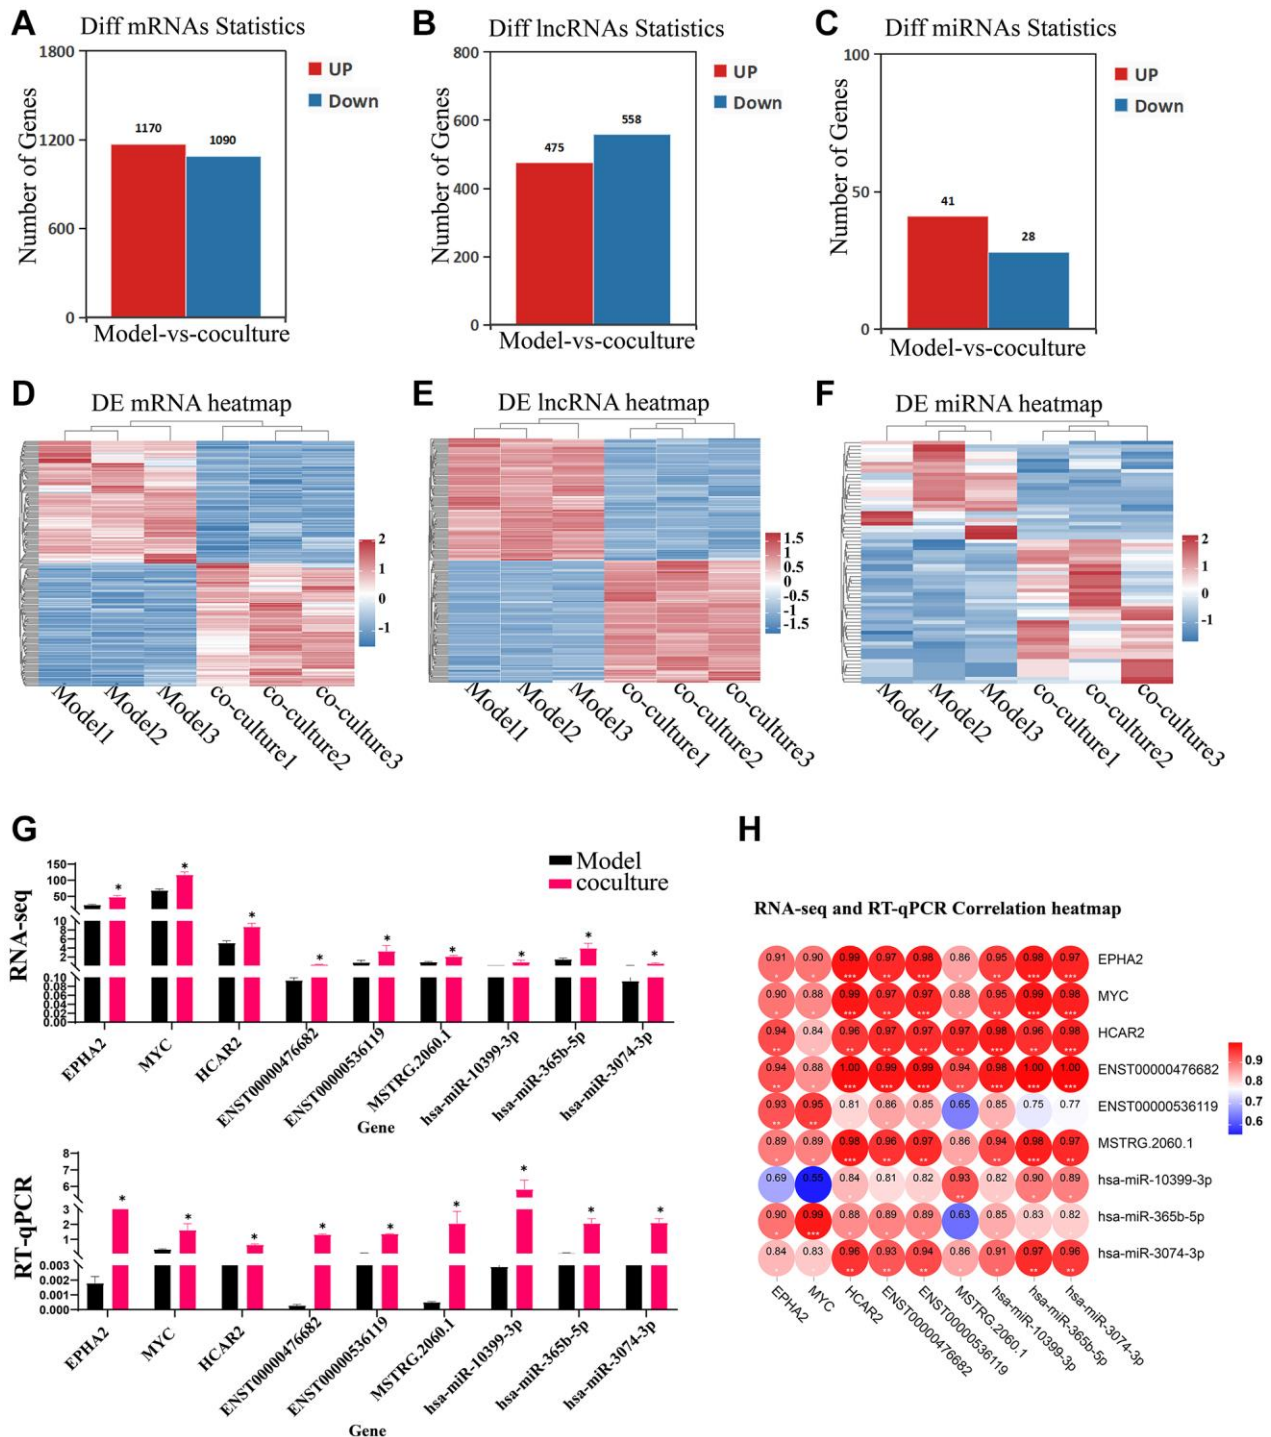 A
Diff mRNAs Statistics
Number of Genes
1800
1200
600
0
1170
1090
UP
Down
Model-vs-coculture
B
Diff lncRNAs Statistics
Number of Genes
800
600
400
200
0
475
558
UP
Down
Model-vs-coculture
C
Diff miRNAs Statistics
Number of Genes
100
50
0
41
28
UP
Down
Model-vs-coculture
D
DE mRNA heatmap
2
1
0
-1
Model1
Model2
Model3
co-culture1
co-culture2
co-culture3
E
DE lncRNA heatmap
1.5
1
0.5
0
-0.5
-1
-1.5
Model1
Model2
Model3
co-culture1
co-culture2
co-culture3
F
DE miRNA heatmap
2
1
0
-1
Model1
Model2
Model3
co-culture1
co-culture2
co-culture3
G
Model
coculture
RNA-seq
150
100
50
10
8
6
4
2
0.10
0.08
0.06
0.04
0.02
0.00
* * * * * * * * *
EPHA2
MYC
HCAR2
ENST00000476682
ENST00000536119
MSTRG.2060.1
hsa-miR-10399-3p
hsa-miR-365b-5p
hsa-miR-3074-3p
Gene
RT-qPCR
8
7
6
3
2
1
0.003
0.002
0.001
0.000
* * * * * * * * *
EPHA2
MYC
HCAR2
ENST00000476682
ENST00000536119
MSTRG.2060.1
hsa-miR-10399-3p
hsa-miR-365b-5p
hsa-miR-3074-3p
Gene
H
RNA-seq and RT-qPCR Correlation heatmap
0.91 0.90 0.99 0.97 0.98 0.86 0.95 0.98 0.97 EPHA2
0.90 0.88 0.99 0.97 0.97 0.88 0.95 0.99 0.98 MYC
0.94 0.84 0.96 0.97 0.97 0.97 0.98 0.96 0.98 HCAR2
0.94 0.88 1.00 0.99 0.99 0.94 0.98 1.00 1.00 ENST00000476682
0.93 0.95 0.81 0.86 0.85 0.65 0.85 0.75 0.77 ENST00000536119
0.89 0.89 0.98 0.96 0.97 0.86 0.94 0.98 0.97 MSTRG.2060.1
0.69 0.55 0.84 0.81 0.82 0.93 0.82 0.90 0.89 hsa-miR-10399-3p
0.90 0.99 0.88 0.89 0.89 0.63 0.85 0.83 0.82 hsa-miR-365b-5p
0.84 0.83 0.96 0.93 0.94 0.86 0.91 0.97 0.96 hsa-miR-3074-3p
EPHA2
MYC
HCAR2
ENST00000476682
ENST00000536119
MSTRG.2060.1
hsa-miR-10399-3p
hsa-miR-365b-5p
hsa-miR-3074-3p
0.9
0.8
0.7
0.6